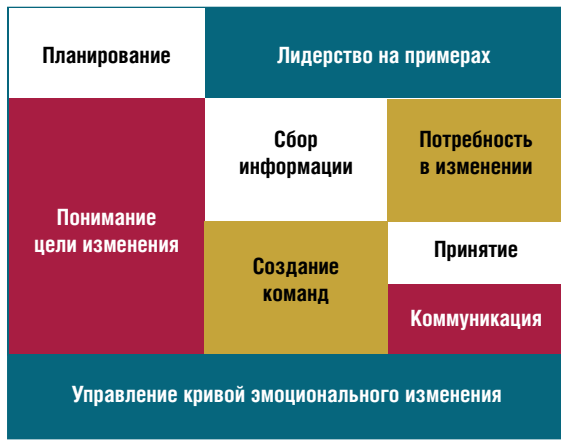 Планирование
Лидерство на примерах
Сбор
информации
Потребность
в изменении
Понимание
цели изменения
Создание
команд
Принятие
Коммуникация
Управление кривой эмоционального изменения